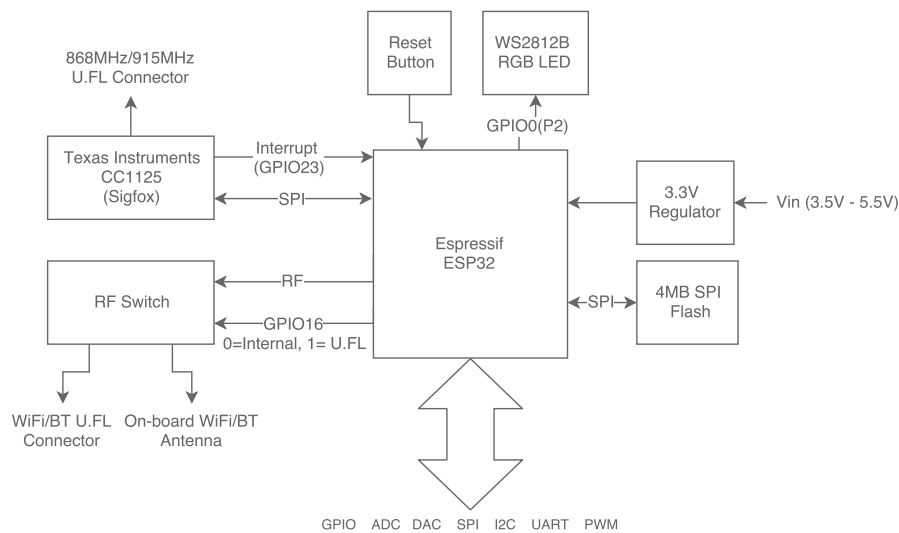 868MHz/915MHz
U.FL Connector
Reset
Button
WS2812B
RGB LED
GPIO0(P2)
Texas Instruments
CC1125
(Sigfox)
Interrupt
(GPIO23)
SPI
Espressif
ESP32
3.3V
Regulator
Vin (3.5V - 5.5V)
RF Switch
RF
GPIO16
0=Internal, 1= U.FL
SPI
4MB SPI
Flash
WiFi/BT U.FL
Connector
On-board WiFi/BT
Antenna
GPIO ADC DAC SPI I2C UART PWM